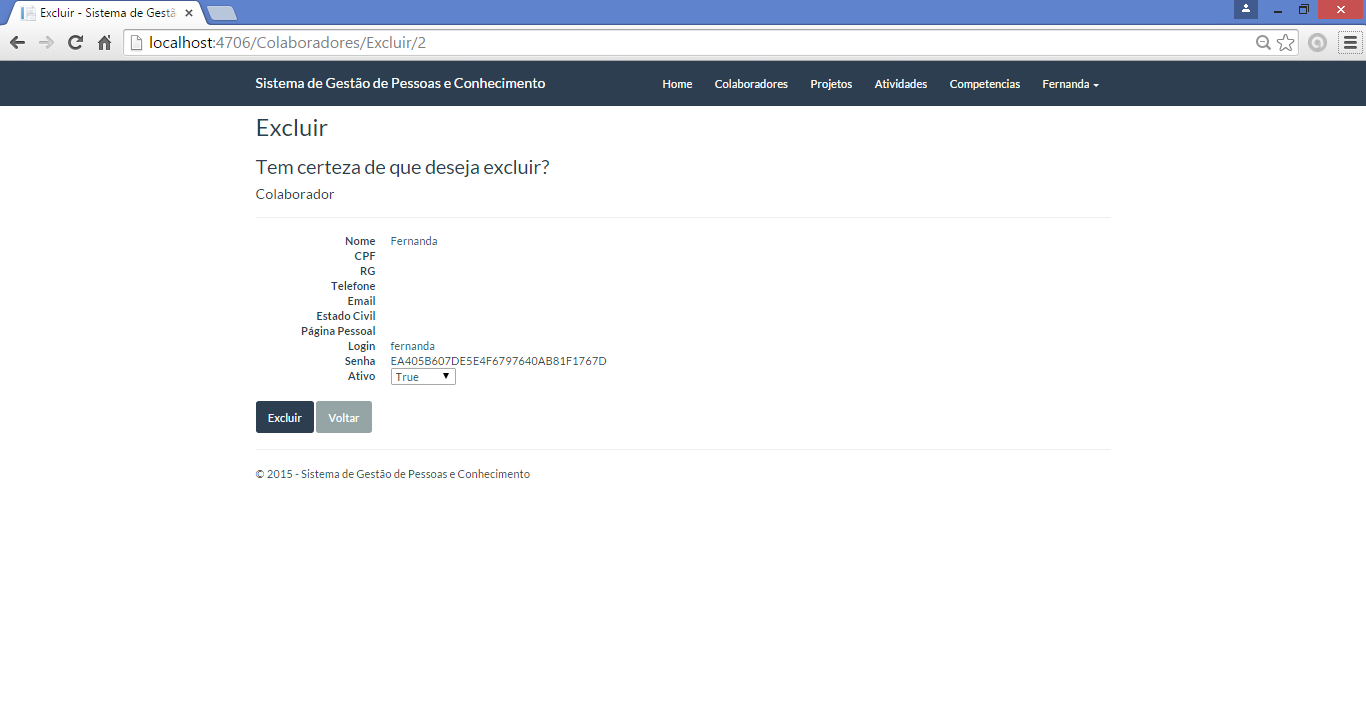 Excluir - Sistema de Gestã
localhost:4706/Colaboradores/Excluir/2
Sistema de Gestão de Pessoas e Conhecimento Home Colaboradores Projetos Atividades Competencias Fernanda
Excluir
Tem certeza de que deseja excluir?
Colaborador
Nome Fernanda
CPF
RG
Telefone
Email
Estado Civil
Página Pessoal
Login fernanda
Senha EA405B607DE5E4F6797640AB81F1767D
Ativo True
Excluir Voltar
© 2015 - Sistema de Gestão de Pessoas e Conhecimento